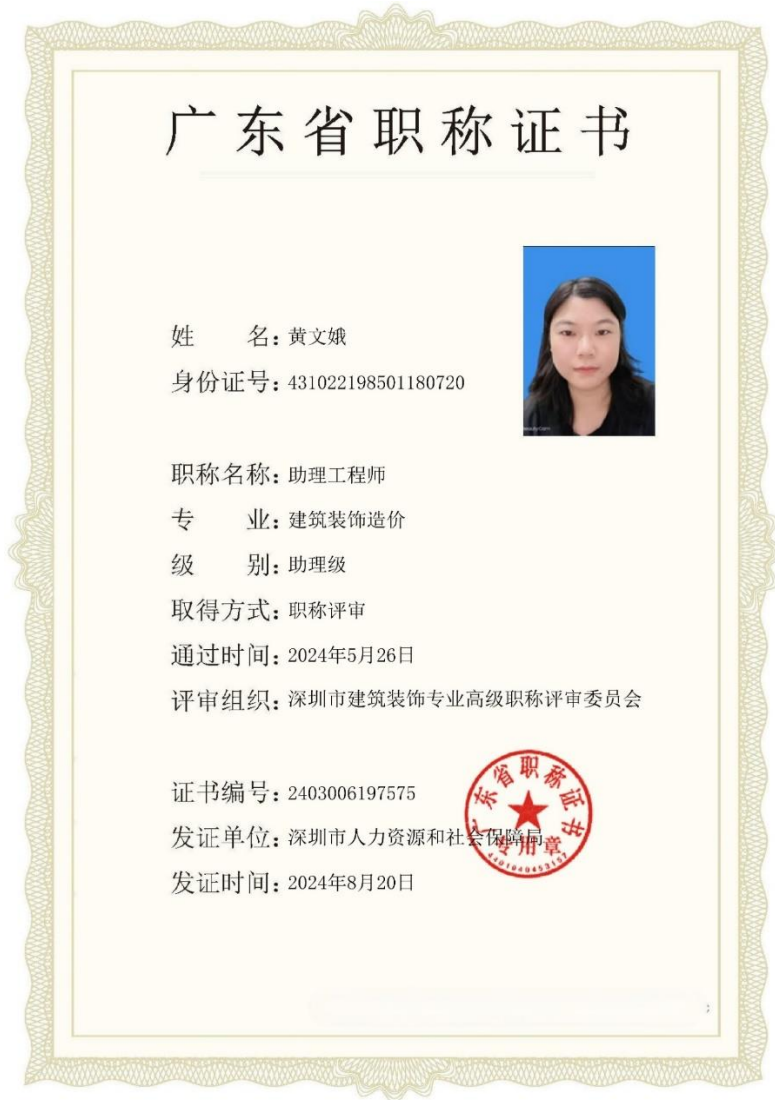 广东省职称证书
姓 名：黄文娥
身份证号：431022198501180720
职称名称：助理工程师
专 业：建筑装饰造价
级 别：助理级
取得方式：职称评审
通过时间：2024年5月26日
评审组织：深圳市建筑装饰专业高级职称评审委员会
证书编号：2403006197575
发证单位：深圳市人力资源和社会保障局
发证时间：2024年8月20日
广东省职称证书
专用章